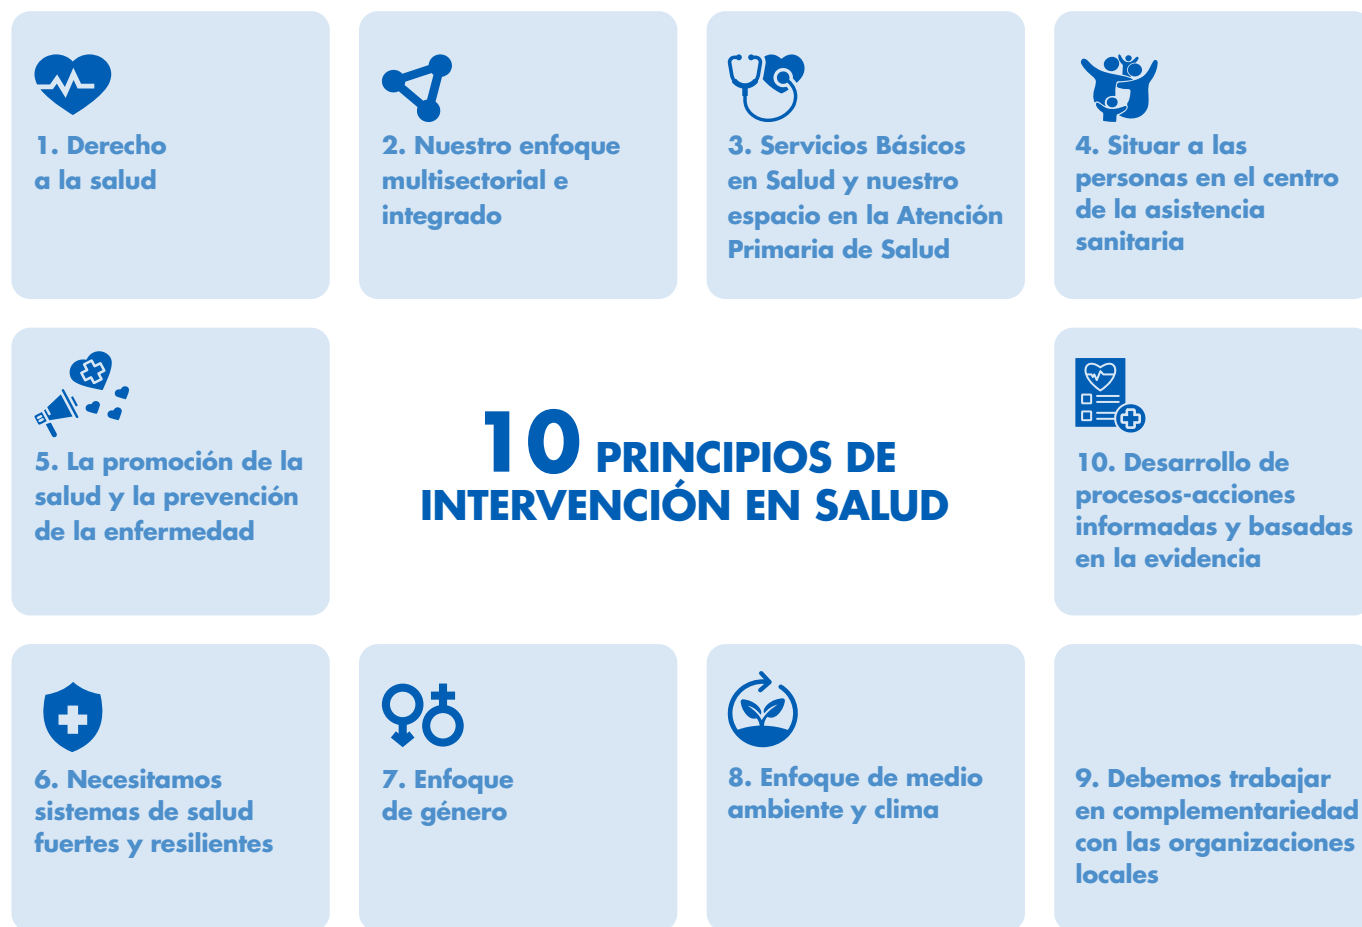 1. Derecho
a la salud
2. Nuestro enfoque
multisectorial e
integrado
3. Servicios Básicos
en Salud y nuestro
espacio en la Atención
Primaria de Salud
4. Situar a las
personas en el centro
de la asistencia
sanitaria
5. La promoción de la
salud y la prevención
de la enfermedad
10 PRINCIPIOS DE
INTERVENCIÓN EN SALUD
10. Desarrollo de
procesos-acciones
informadas y basadas
en la evidencia
6. Necesitamos
sistemas de salud
fuertes y resilientes
7. Enfoque
de género
8. Enfoque de medio
ambiente y clima
9. Debemos trabajar
en complementariedad
con las organizaciones
locales